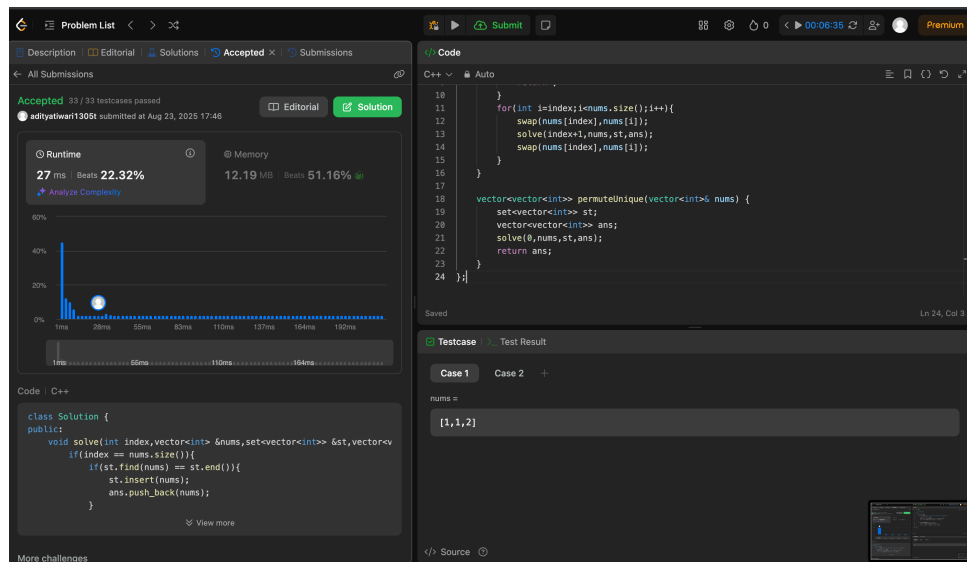 Problem List
Submit
0
00:06:35
Premium
Description | Editorial | Solutions | Accepted × | Submissions
← All Submissions
Accepted 33 / 33 testcases passed
adityatiwari1305t submitted at Aug 23, 2025 17:46
Editorial
Solution
Runtime
27 ms | Beats 22.32%
Analyze Complexity
Memory
12.19 MB | Beats 51.16%
60%
40%
20%
0%
1ms 28ms 55ms 83ms 110ms 137ms 164ms 192ms
1ms 55ms 110ms 164ms
Code | C++
class Solution {
public:
void solve(int index,vector<int> &nums,set<vector<int>> &st,vector<v
if(index == nums.size()){
if(st.find(nums) == st.end()){
st.insert(nums);
ans.push_back(nums);
}
View more
More challenges
</> Code
C++ Auto
10 }
11 for(int i=index;i<nums.size();i++){
12 swap(nums[index],nums[i]);
13 solve(index+1,nums,st,ans);
14 swap(nums[index],nums[i]);
15 }
16 }
17
18 vector<vector<int>> permuteUnique(vector<int>& nums) {
19 set<vector<int>> st;
20 vector<vector<int>> ans;
21 solve(0,nums,st,ans);
22 return ans;
23 }
24 };
Saved
Ln 24, Col 3
Testcase | >_ Test Result
Case 1 Case 2 +
nums =
[1,1,2]
</> Source